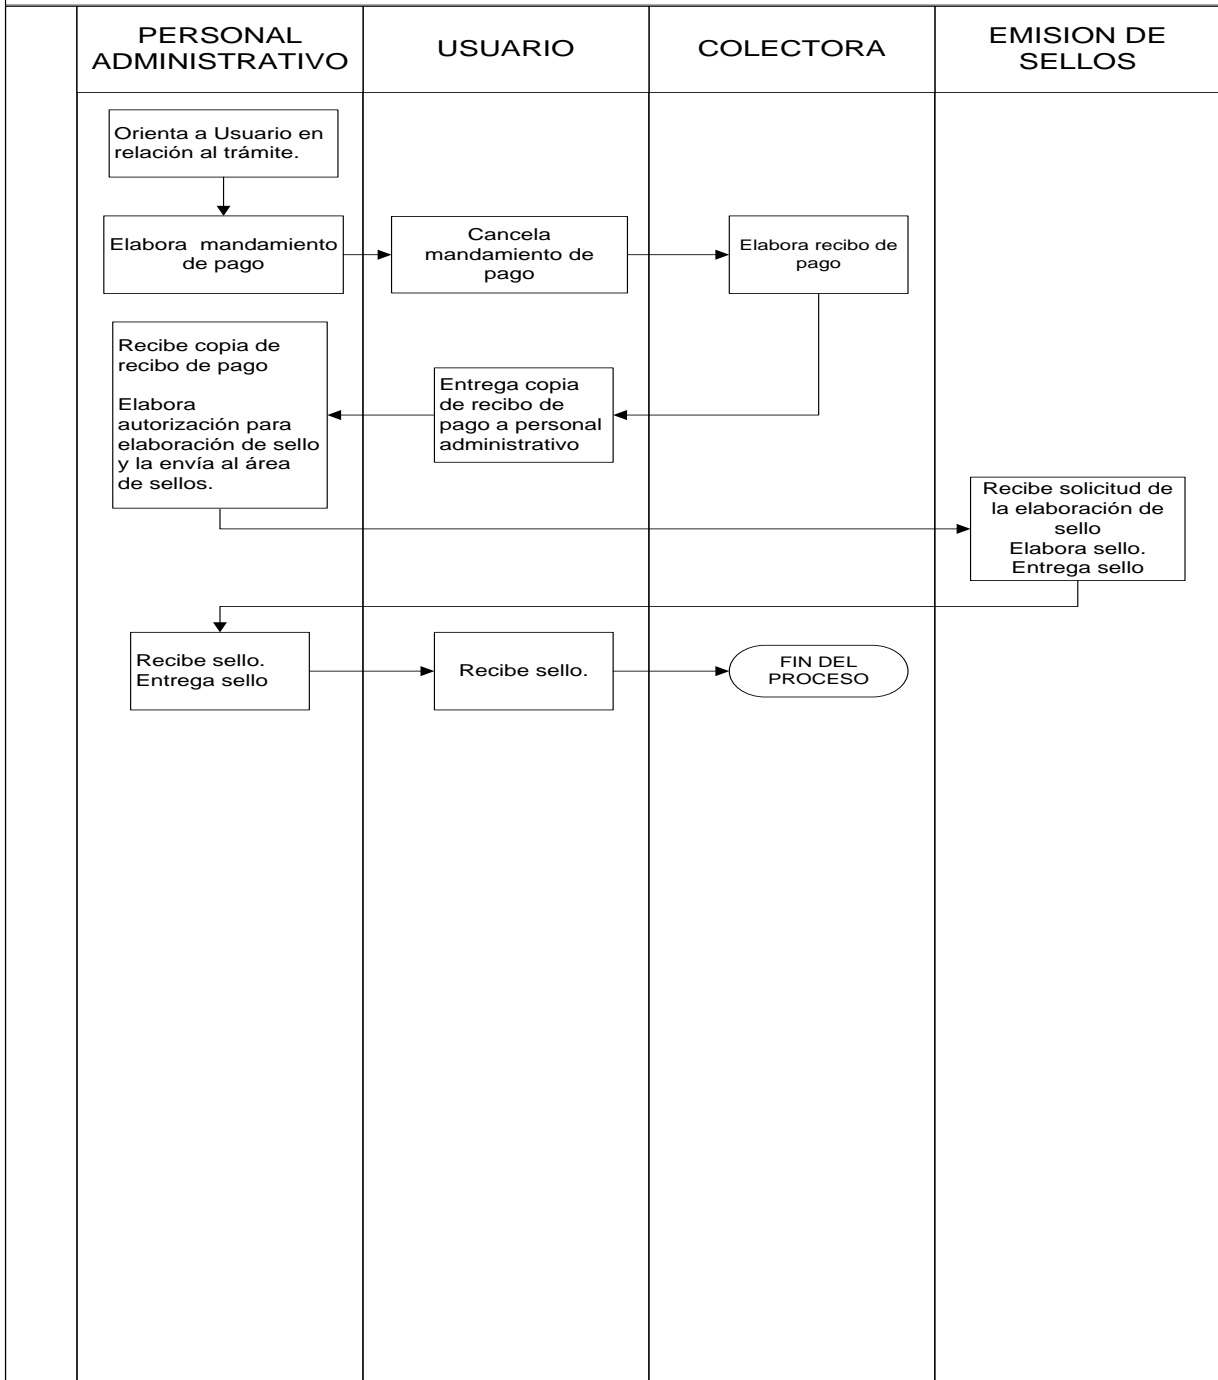 PERSONAL
ADMINISTRATIVO
USUARIO
COLECTORA
EMISION DE
SELLOS
Orienta a Usuario en
relación al trámite.
Elabora mandamiento
de pago
Cancela
mandamiento de
pago
Elabora recibo de
pago
Recibe copia de
recibo de pago
Elabora
autorización para
elaboración de sello
y la envía al área
de sellos.
Entrega copia
de recibo de
pago a personal
administrativo
Recibe solicitud de
la elaboración de
sello
Elabora sello.
Entrega sello
Recibe sello.
Entrega sello
Recibe sello.
FIN DEL
PROCESO